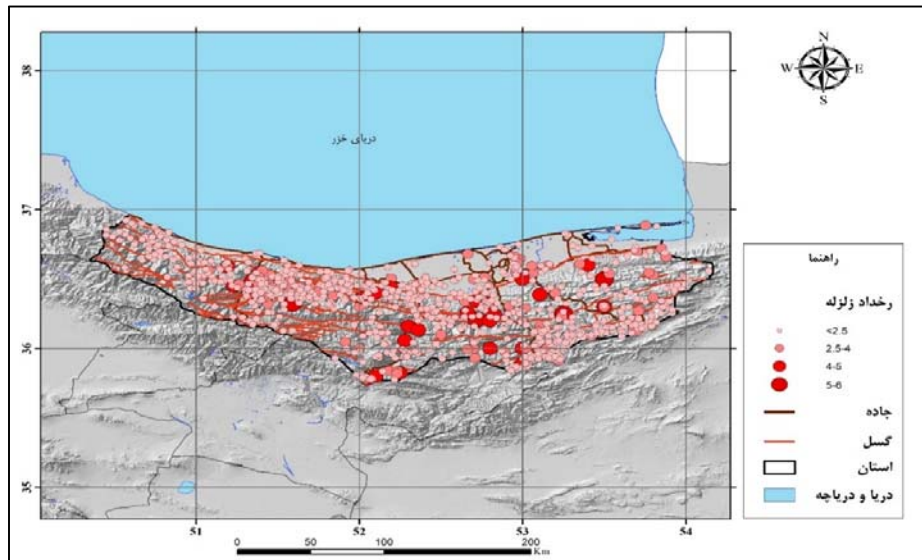 N
W E
S
38
37
36
35
دریای خزر
51 52 53 54
0 50 100 200
Km
راهنما
رخداد زلزله
<2.5
2.5-4
4-5
5-6
جاده
گسل
استان
دریا و دریاچه